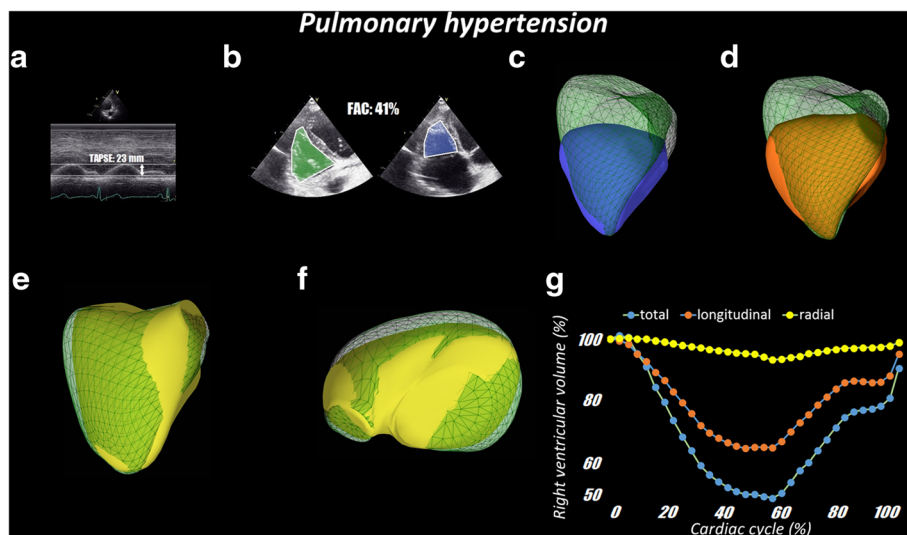 Pulmonary hypertension
a
b
c
d
TAPSE: 23 mm
FAC: 41%
V
e
f
g
total
longitudinal
radial
Right ventricular volume (%)
100
80
60
50
0
20
40
60
80
100
Cardiac cycle (%)